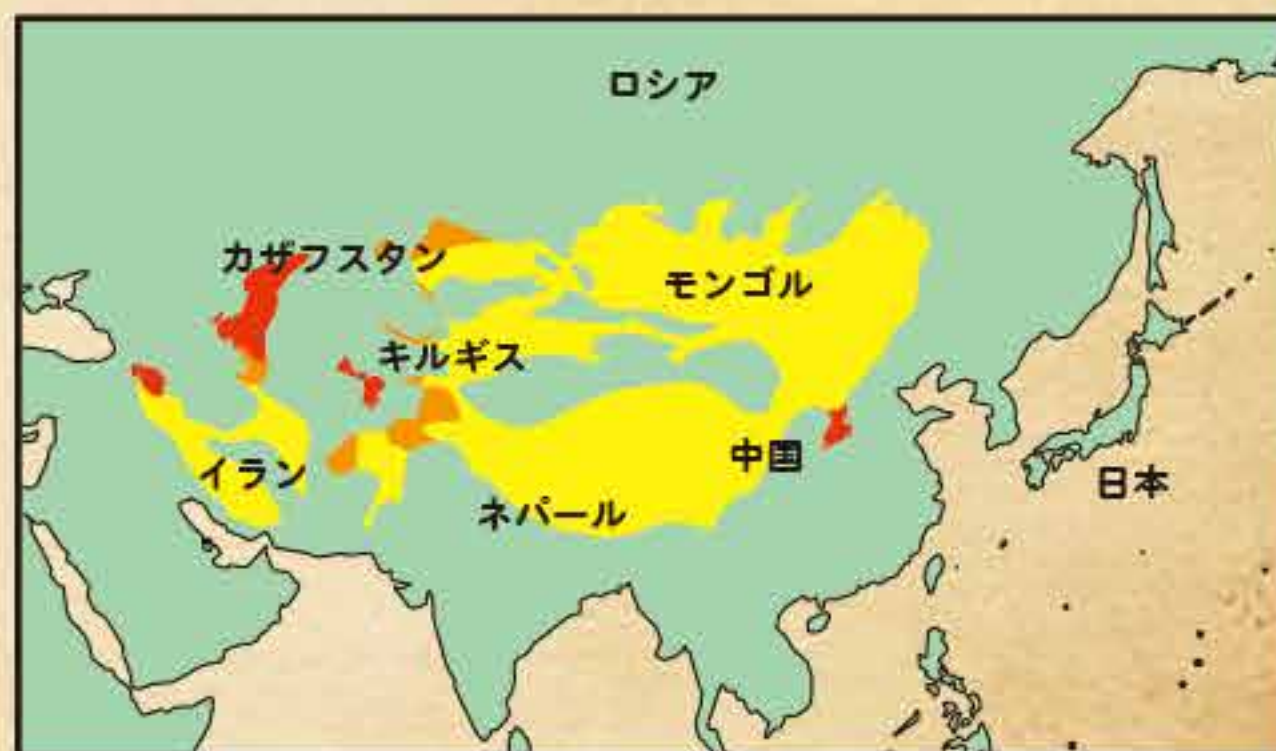 ロシア
カザフスタン
モンゴル
キルギス
中国
イラン
日本
ネパール